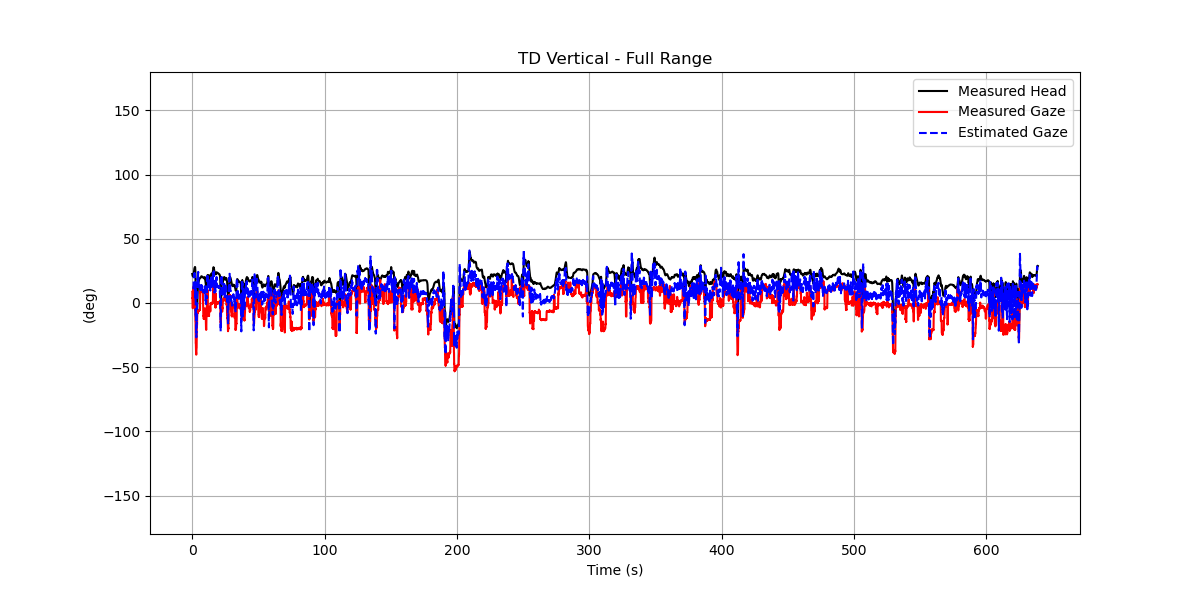 TD Vertical - Full Range
Measured Head
Measured Gaze
Estimated Gaze
150
100
50
0
−50
−100
−150
(deg)
0 100 200 300 400 500 600
Time (s)